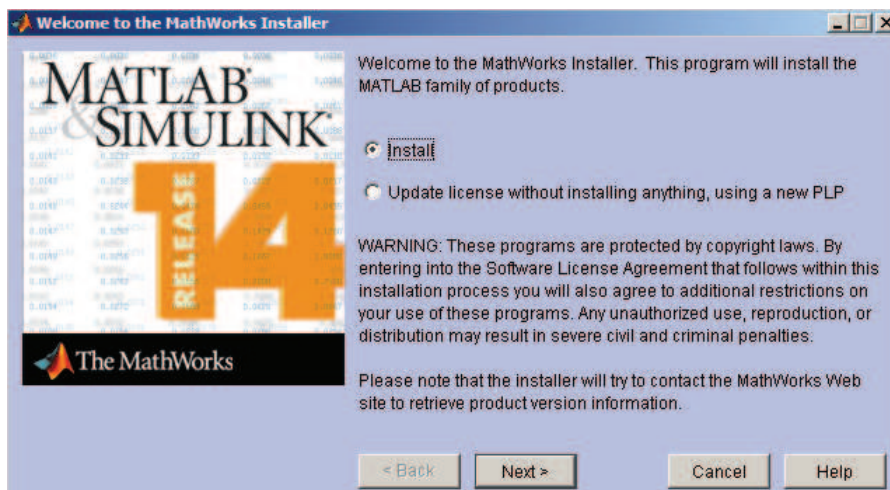 Welcome to the MathWorks Installer
MATLAB®
& SIMULINK®
RELEASE
14
The MathWorks
Welcome to the MathWorks Installer. This program will install the
MATLAB family of products.
Install
Update license without installing anything, using a new PLP
WARNING: These programs are protected by copyright laws. By
entering into the Software License Agreement that follows within this
installation process you will also agree to additional restrictions on
your use of these programs. Any unauthorized use, reproduction, or
distribution may result in severe civil and criminal penalties.
Please note that the installer will try to contact the MathWorks Web
site to retrieve product version information.
< Back
Next >
Cancel
Help